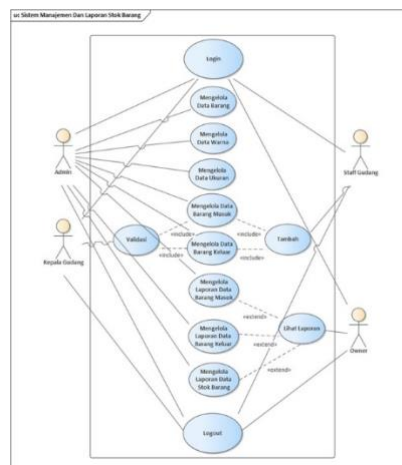 uc Sistem Manajemen Dan Laporan Stok Barang
Login
Mengelola
Data Barang
Mengelola
Data Warna
Mengelola
Data Ukuran
Admin
Staff Gudang
Mengelola Data
Barang Masuk
Validasi
«include»
«include»
Tambah
Mengelola Data
Barang Keluar
«include»
«include»
Kepala Gudang
Mengelola
Laporan Data
Barang Masuk
«extend»
Lihat Laporan
Owner
Mengelola
Laporan Data
Barang Keluar
«extend»
«extend»
Mengelola
Laporan Data
Stok Barang
Logout